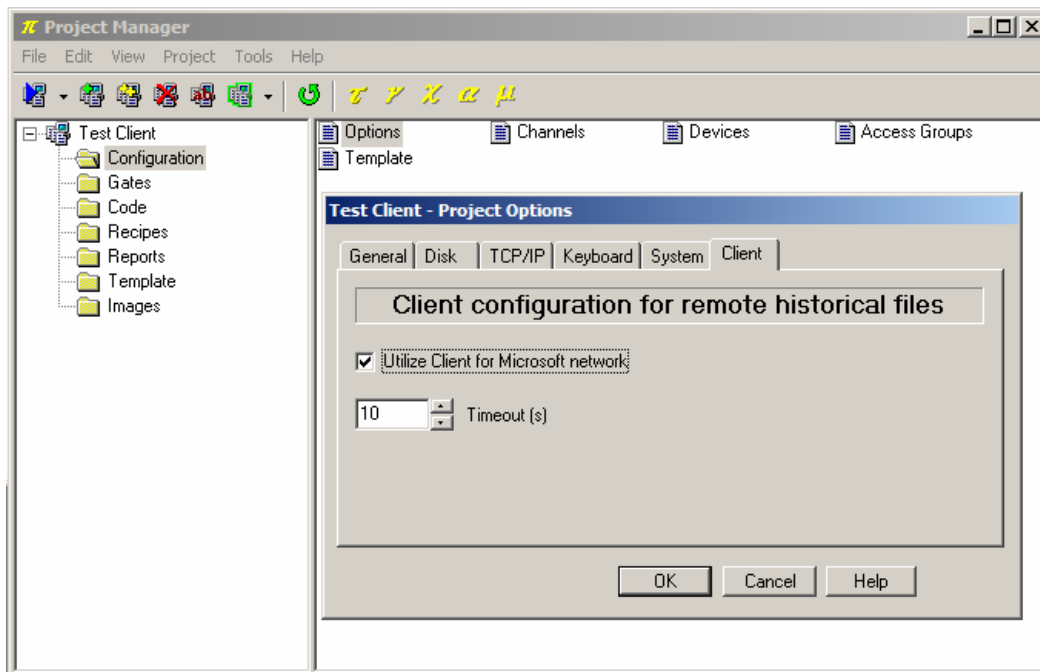 π Project Manager
File Edit View Project Tools Help
τ γ χ α μ
Test Client
Configuration
Gates
Code
Recipes
Reports
Template
Images
Options Channels Devices Access Groups
Template
Test Client - Project Options
General Disk TCP/IP Keyboard System Client
Client configuration for remote historical files
Utilize Client for Microsoft network
10 Timeout (s)
OK Cancel Help